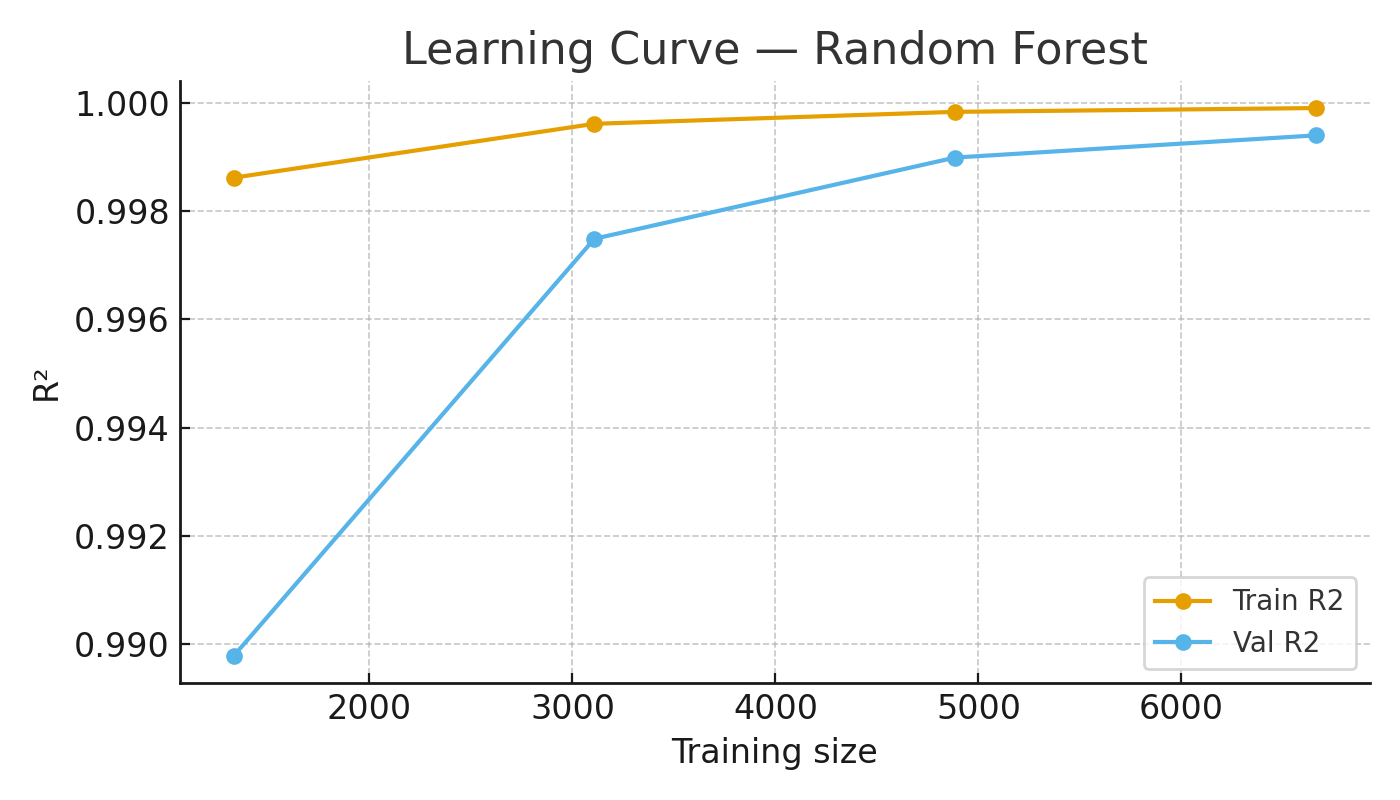 Learning Curve — Random Forest
1.000
0.998
0.996
0.994
0.992
0.990
R²
2000 3000 4000 5000 6000
Training size
Train R2
Val R2